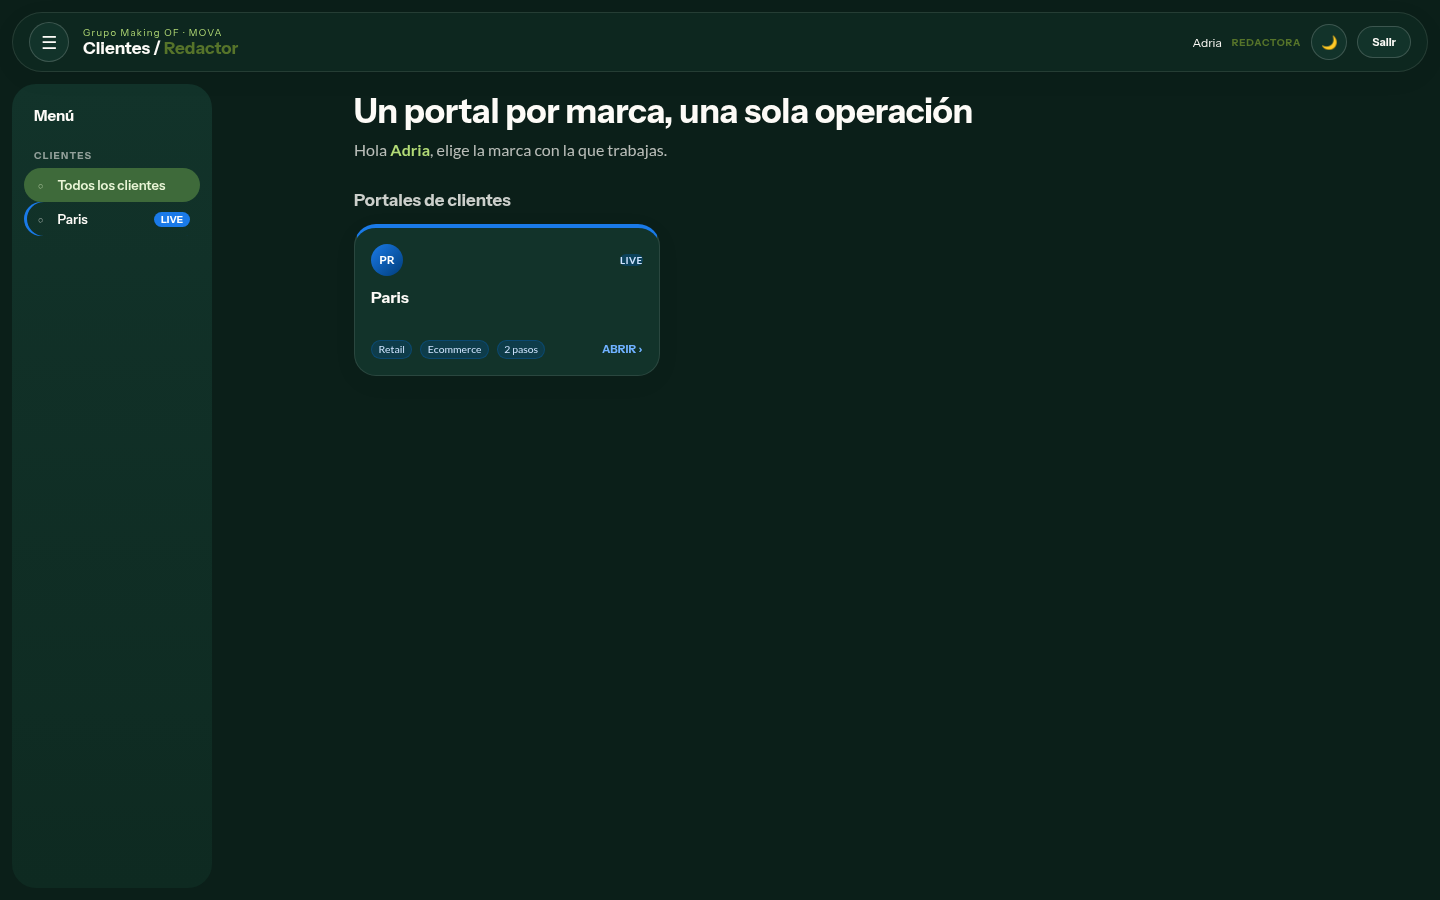 ☰
Grupo Making OF · MOVA
Clientes / Redactor
Adria REDACTORA 🌙 Salir
Menú
CLIENTES
Todos los clientes
Paris LIVE
Un portal por marca, una sola operación
Hola Adria, elige la marca con la que trabajas.
Portales de clientes
PR LIVE
Paris
Retail Ecommerce 2 pasos ABRIR ›